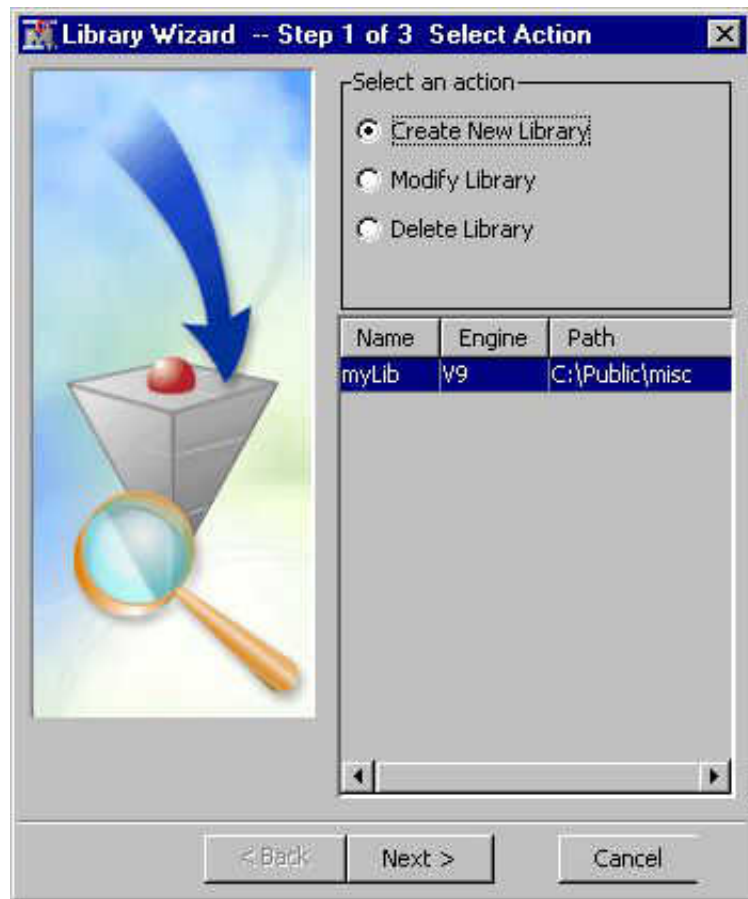 Library Wizard -- Step 1 of 3 Select Action
Select an action
Create New Library
Modify Library
Delete Library
Name Engine Path
myLib V9 C:\Public\misc
< Back Next > Cancel